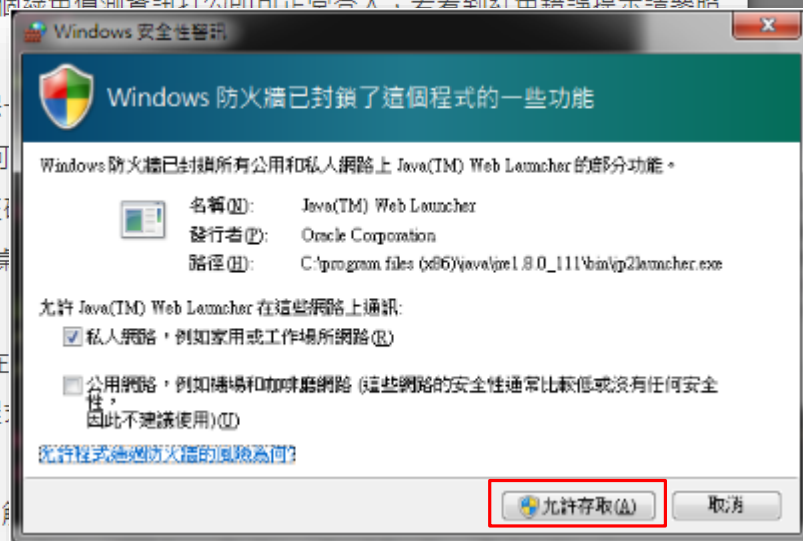 Windows 安全性警訊
Windows 防火牆已封鎖了這個程式的一些功能
Windows 防火牆已封鎖所有公用和私人網路上 Java(TM) Web Launcher 的部分功能。
名稱(N): Java(TM) Web Launcher
發行者(P): Oracle Corporation
路徑(H): C:\program files (x86)\java\jre1.8.0_111\bin\jp2launcher.exe
允許 Java(TM) Web Launcher 在這些網路上通訊:
私人網路，例如家用或工作場所網路(R)
公用網路，例如機場和咖啡廳網路 (這些網路的安全性通常比較低或沒有任何安全
性，
因此不建議使用)(U)
允許程式通過防火牆的風險為何?
允許存取(A) 取消